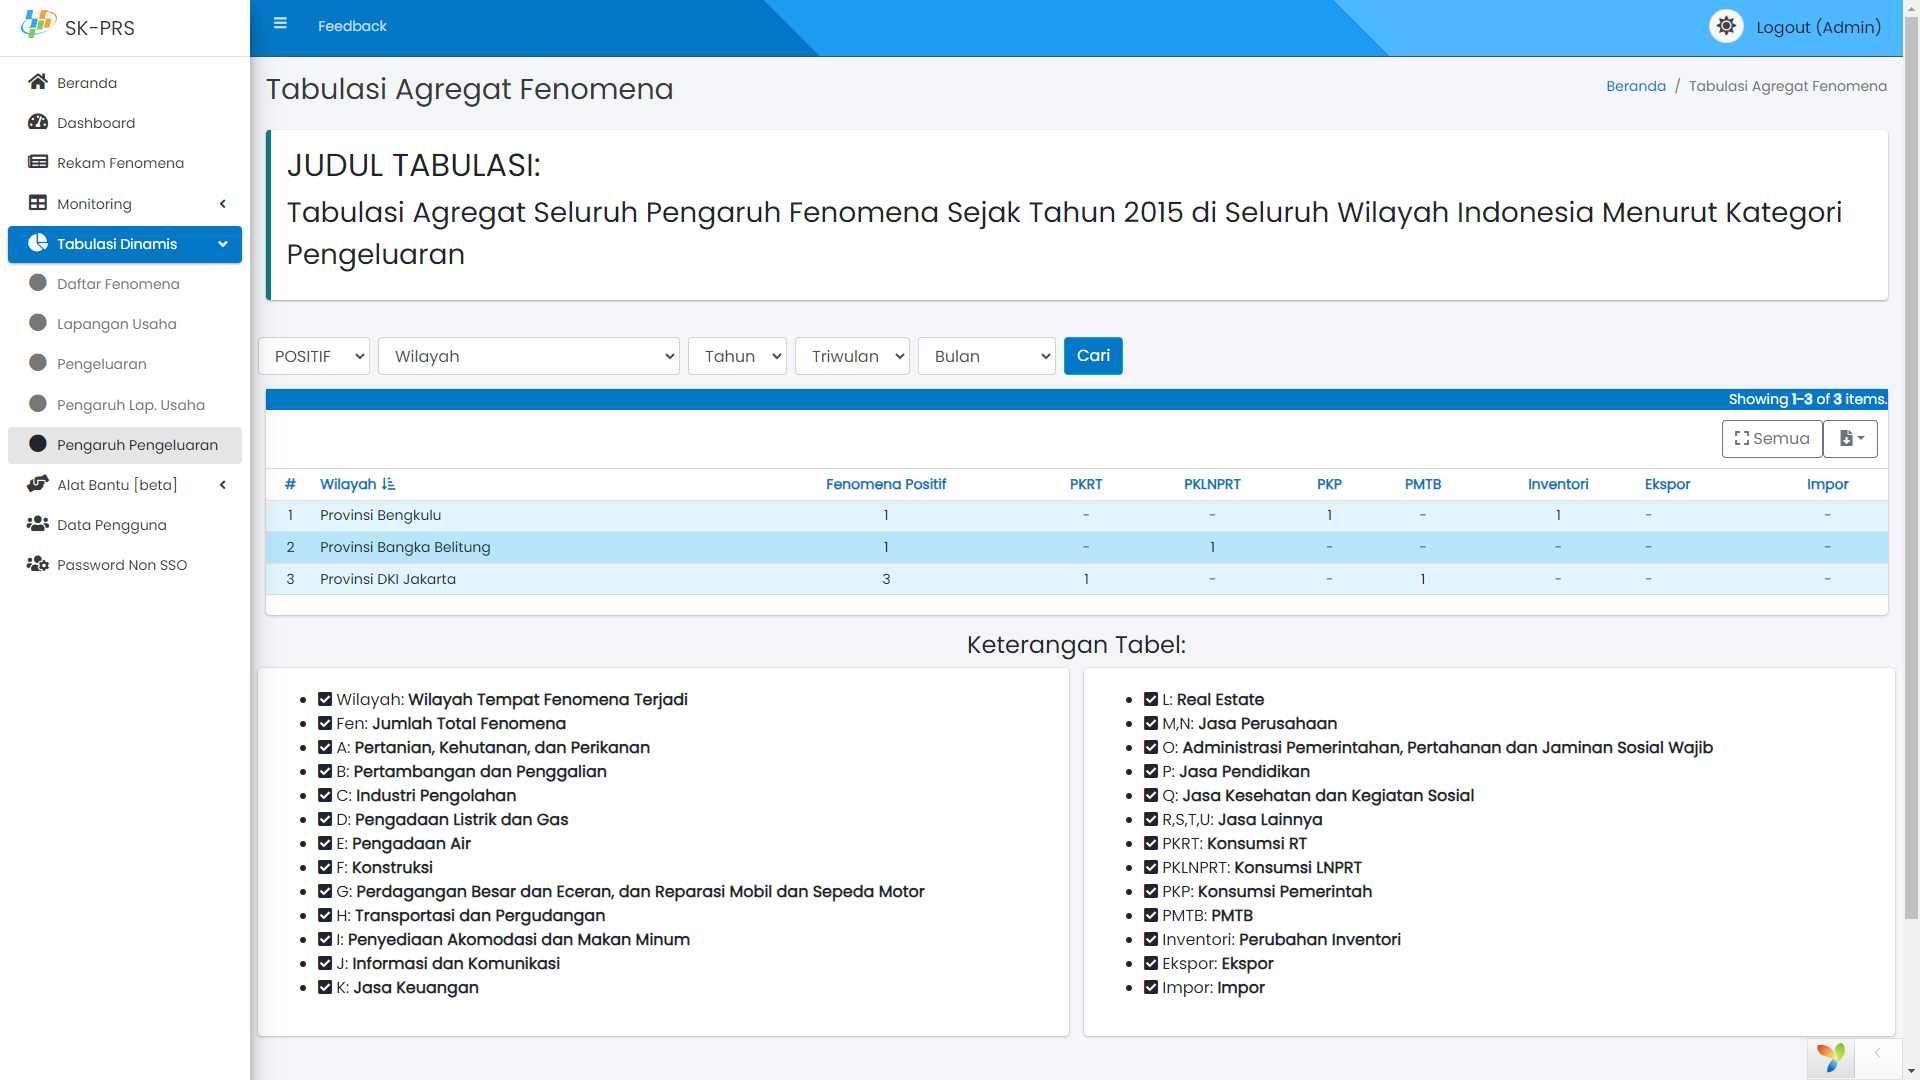 SK-PRS
Feedback
Logout (Admin)
Beranda
Dashboard
Rekam Fenomena
Monitoring
Tabulasi Dinamis
Daftar Fenomena
Lapangan Usaha
Pengeluaran
Pengaruh Lap. Usaha
Pengaruh Pengeluaran
Alat Bantu [beta]
Data Pengguna
Password Non SSO
Tabulasi Agregat Fenomena
Beranda / Tabulasi Agregat Fenomena
JUDUL TABULASI:
Tabulasi Agregat Seluruh Pengaruh Fenomena Sejak Tahun 2015 di Seluruh Wilayah Indonesia Menurut Kategori
Pengeluaran
POSITIF Wilayah Tahun Triwulan Bulan Cari
Showing 1-3 of 3 items.
Semua
# Wilayah Fenomena Positif PKRT PKLNPRT PKP PMTB Inventori Ekspor Impor
1 Provinsi Bengkulu 1 - - 1 - 1 - -
2 Provinsi Bangka Belitung 1 - 1 - - - - -
3 Provinsi DKI Jakarta 3 1 - - 1 - - -
Keterangan Tabel:
Wilayah: Wilayah Tempat Fenomena Terjadi
Fen: Jumlah Total Fenomena
A: Pertanian, Kehutanan, dan Perikanan
B: Pertambangan dan Penggalian
C: Industri Pengolahan
D: Pengadaan Listrik dan Gas
E: Pengadaan Air
F: Konstruksi
G: Perdagangan Besar dan Eceran, dan Reparasi Mobil dan Sepeda Motor
H: Transportasi dan Pergudangan
I: Penyediaan Akomodasi dan Makan Minum
J: Informasi dan Komunikasi
K: Jasa Keuangan
L: Real Estate
M,N: Jasa Perusahaan
O: Administrasi Pemerintahan, Pertahanan dan Jaminan Sosial Wajib
P: Jasa Pendidikan
Q: Jasa Kesehatan dan Kegiatan Sosial
R,S,T,U: Jasa Lainnya
PKRT: Konsumsi RT
PKLNPRT: Konsumsi LNPRT
PKP: Konsumsi Pemerintah
PMTB: PMTB
Inventori: Perubahan Inventori
Ekspor: Ekspor
Impor: Impor